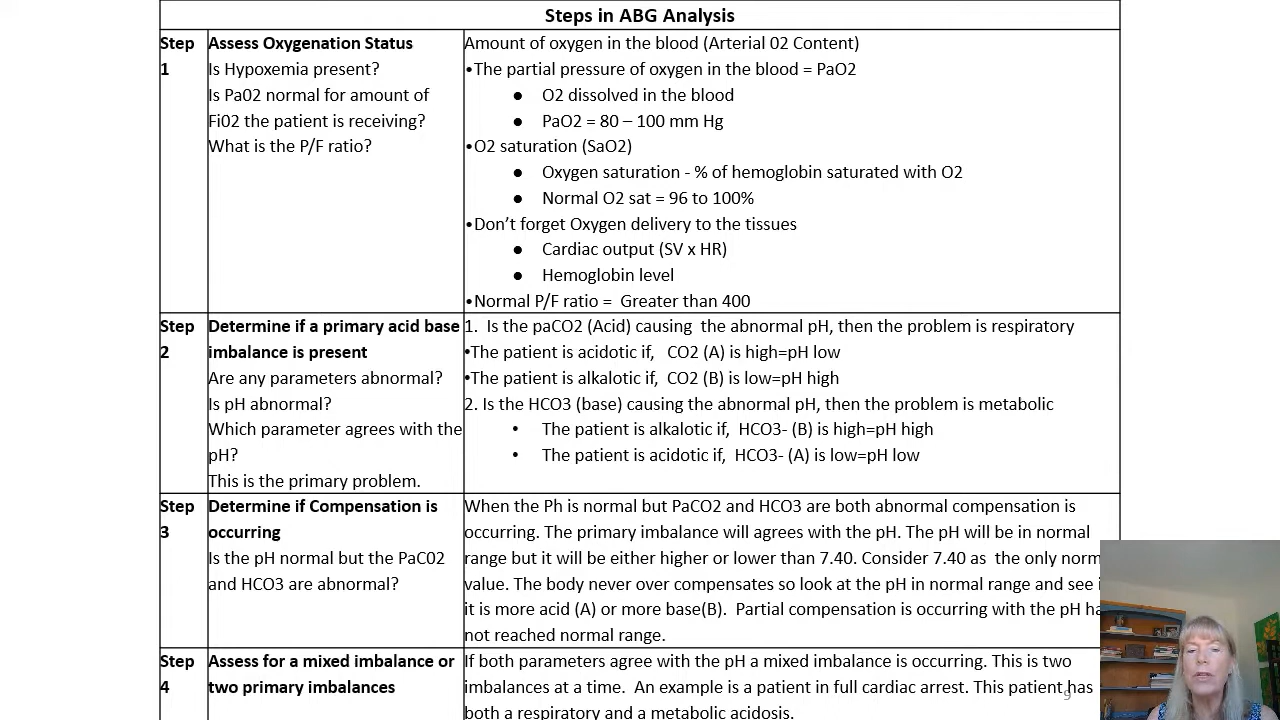 Steps in ABG Analysis
Step 1
Assess Oxygenation Status
Is Hypoxemia present?
Is Pa02 normal for amount of
Fi02 the patient is receiving?
What is the P/F ratio?
Amount of oxygen in the blood (Arterial 02 Content)
•The partial pressure of oxygen in the blood = PaO2
● O2 dissolved in the blood
● PaO2 = 80 – 100 mm Hg
•O2 saturation (SaO2)
● Oxygen saturation - % of hemoglobin saturated with O2
● Normal O2 sat = 96 to 100%
•Don’t forget Oxygen delivery to the tissues
● Cardiac output (SV x HR)
● Hemoglobin level
•Normal P/F ratio = Greater than 400
Step 2
Determine if a primary acid base
imbalance is present
Are any parameters abnormal?
Is pH abnormal?
Which parameter agrees with the
pH?
This is the primary problem.
1. Is the paCO2 (Acid) causing the abnormal pH, then the problem is respiratory
•The patient is acidotic if, CO2 (A) is high=pH low
•The patient is alkalotic if, CO2 (B) is low=pH high
2. Is the HCO3 (base) causing the abnormal pH, then the problem is metabolic
• The patient is alkalotic if, HCO3- (B) is high=pH high
• The patient is acidotic if, HCO3- (A) is low=pH low
Step 3
Determine if Compensation is
occurring
Is the pH normal but the PaC02
and HCO3 are abnormal?
When the Ph is normal but PaCO2 and HCO3 are both abnormal compensation is
occurring. The primary imbalance will agrees with the pH. The pH will be in normal
range but it will be either higher or lower than 7.40. Consider 7.40 as the only norm
value. The body never over compensates so look at the pH in normal range and see
it is more acid (A) or more base(B). Partial compensation is occurring with the pH
not reached normal range.
Step 4
Assess for a mixed imbalance or
two primary imbalances
If both parameters agree with the pH a mixed imbalance is occurring. This is two
imbalances at a time. An example is a patient in full cardiac arrest. This patient has
both a respiratory and a metabolic acidosis.
9